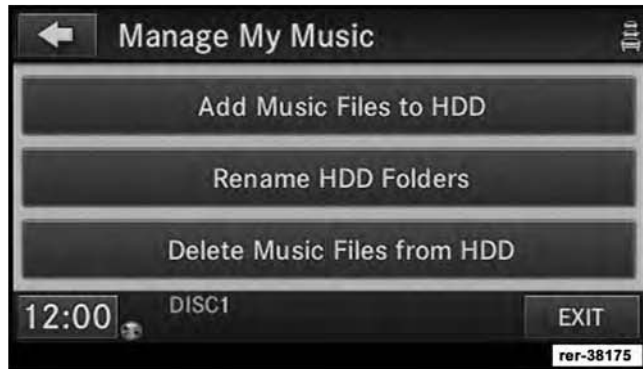 Manage My Music
Add Music Files to HDD
Rename HDD Folders
Delete Music Files from HDD
12:00
DISC1
EXIT
rer-38175